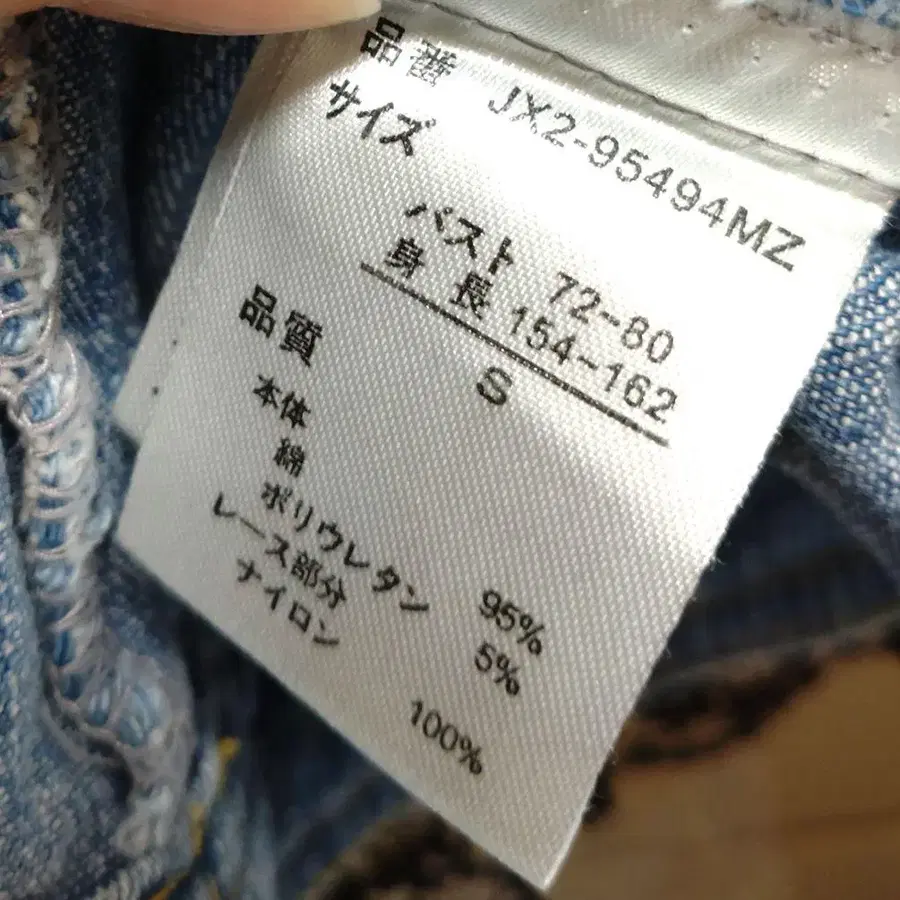 品番 JX2-95494MZ
サイズ
バスト 72~80
身 長 154~162
S
品質
本体
綿 95%
ポリウレタン 5%
レース部分
ナイロン 100%